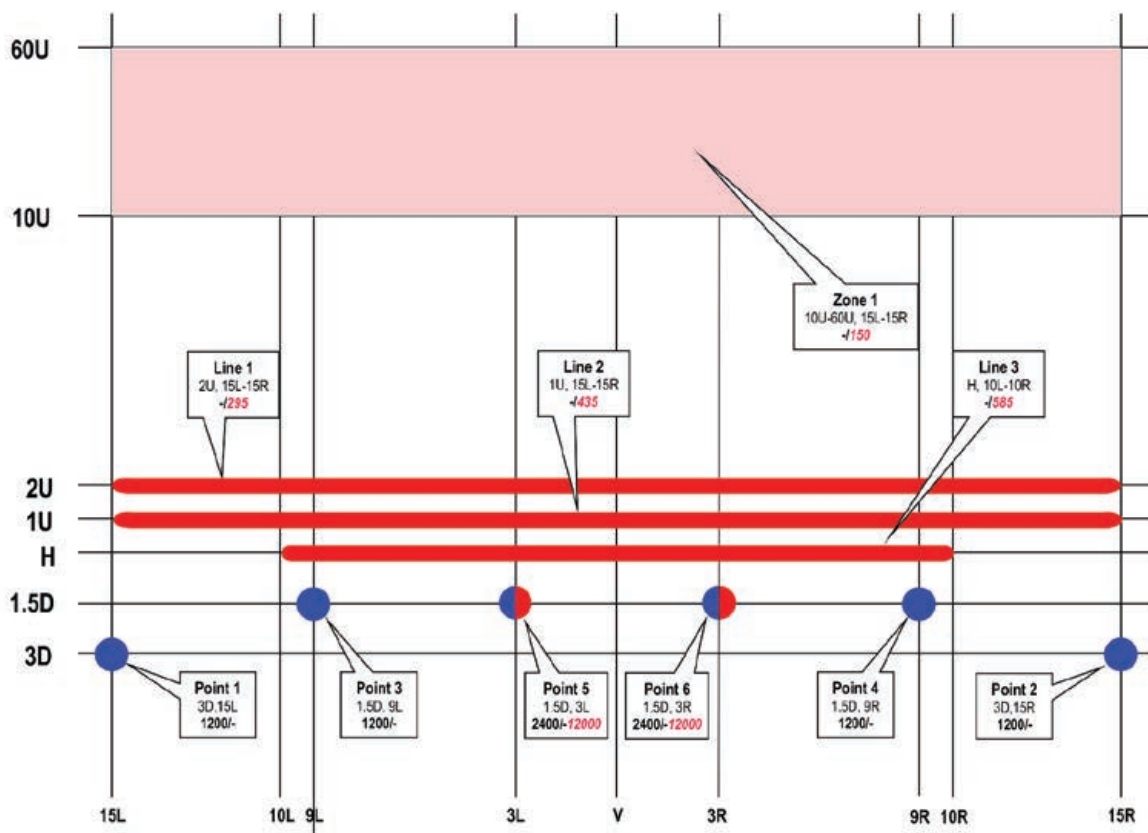 60U
10U
Zone 1
10U-60U, 15L-15R
-/150
Line 1
2U, 15L-15R
-/295
Line 2
1U, 15L-15R
-/435
Line 3
H, 10L-10R
-/585
2U
1U
H
1.5D
3D
Point 1
3D,15L
1200/-
Point 3
1.5D, 9L
1200/-
Point 5
1.5D, 3L
2400/-12000
Point 6
1.5D, 3R
2400/-12000
Point 4
1.5D, 9R
1200/-
Point 2
3D,15R
1200/-
15L 10L 9L 3L V 3R 9R 10R 15R